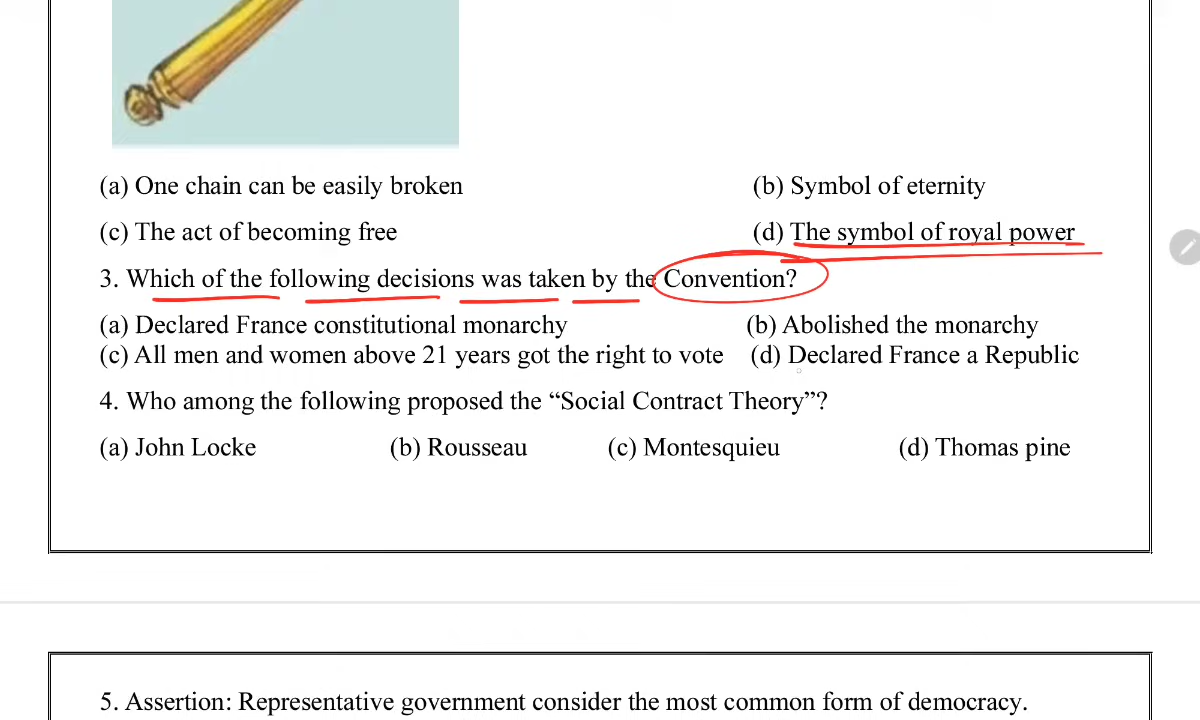 (a) One chain can be easily broken (b) Symbol of eternity
(c) The act of becoming free (d) The symbol of royal power
3. Which of the following decisions was taken by the Convention?
(a) Declared France constitutional monarchy (b) Abolished the monarchy
(c) All men and women above 21 years got the right to vote (d) Declared France a Republic
4. Who among the following proposed the “Social Contract Theory”?
(a) John Locke (b) Rousseau (c) Montesquieu (d) Thomas pine
5. Assertion: Representative government consider the most common form of democracy.